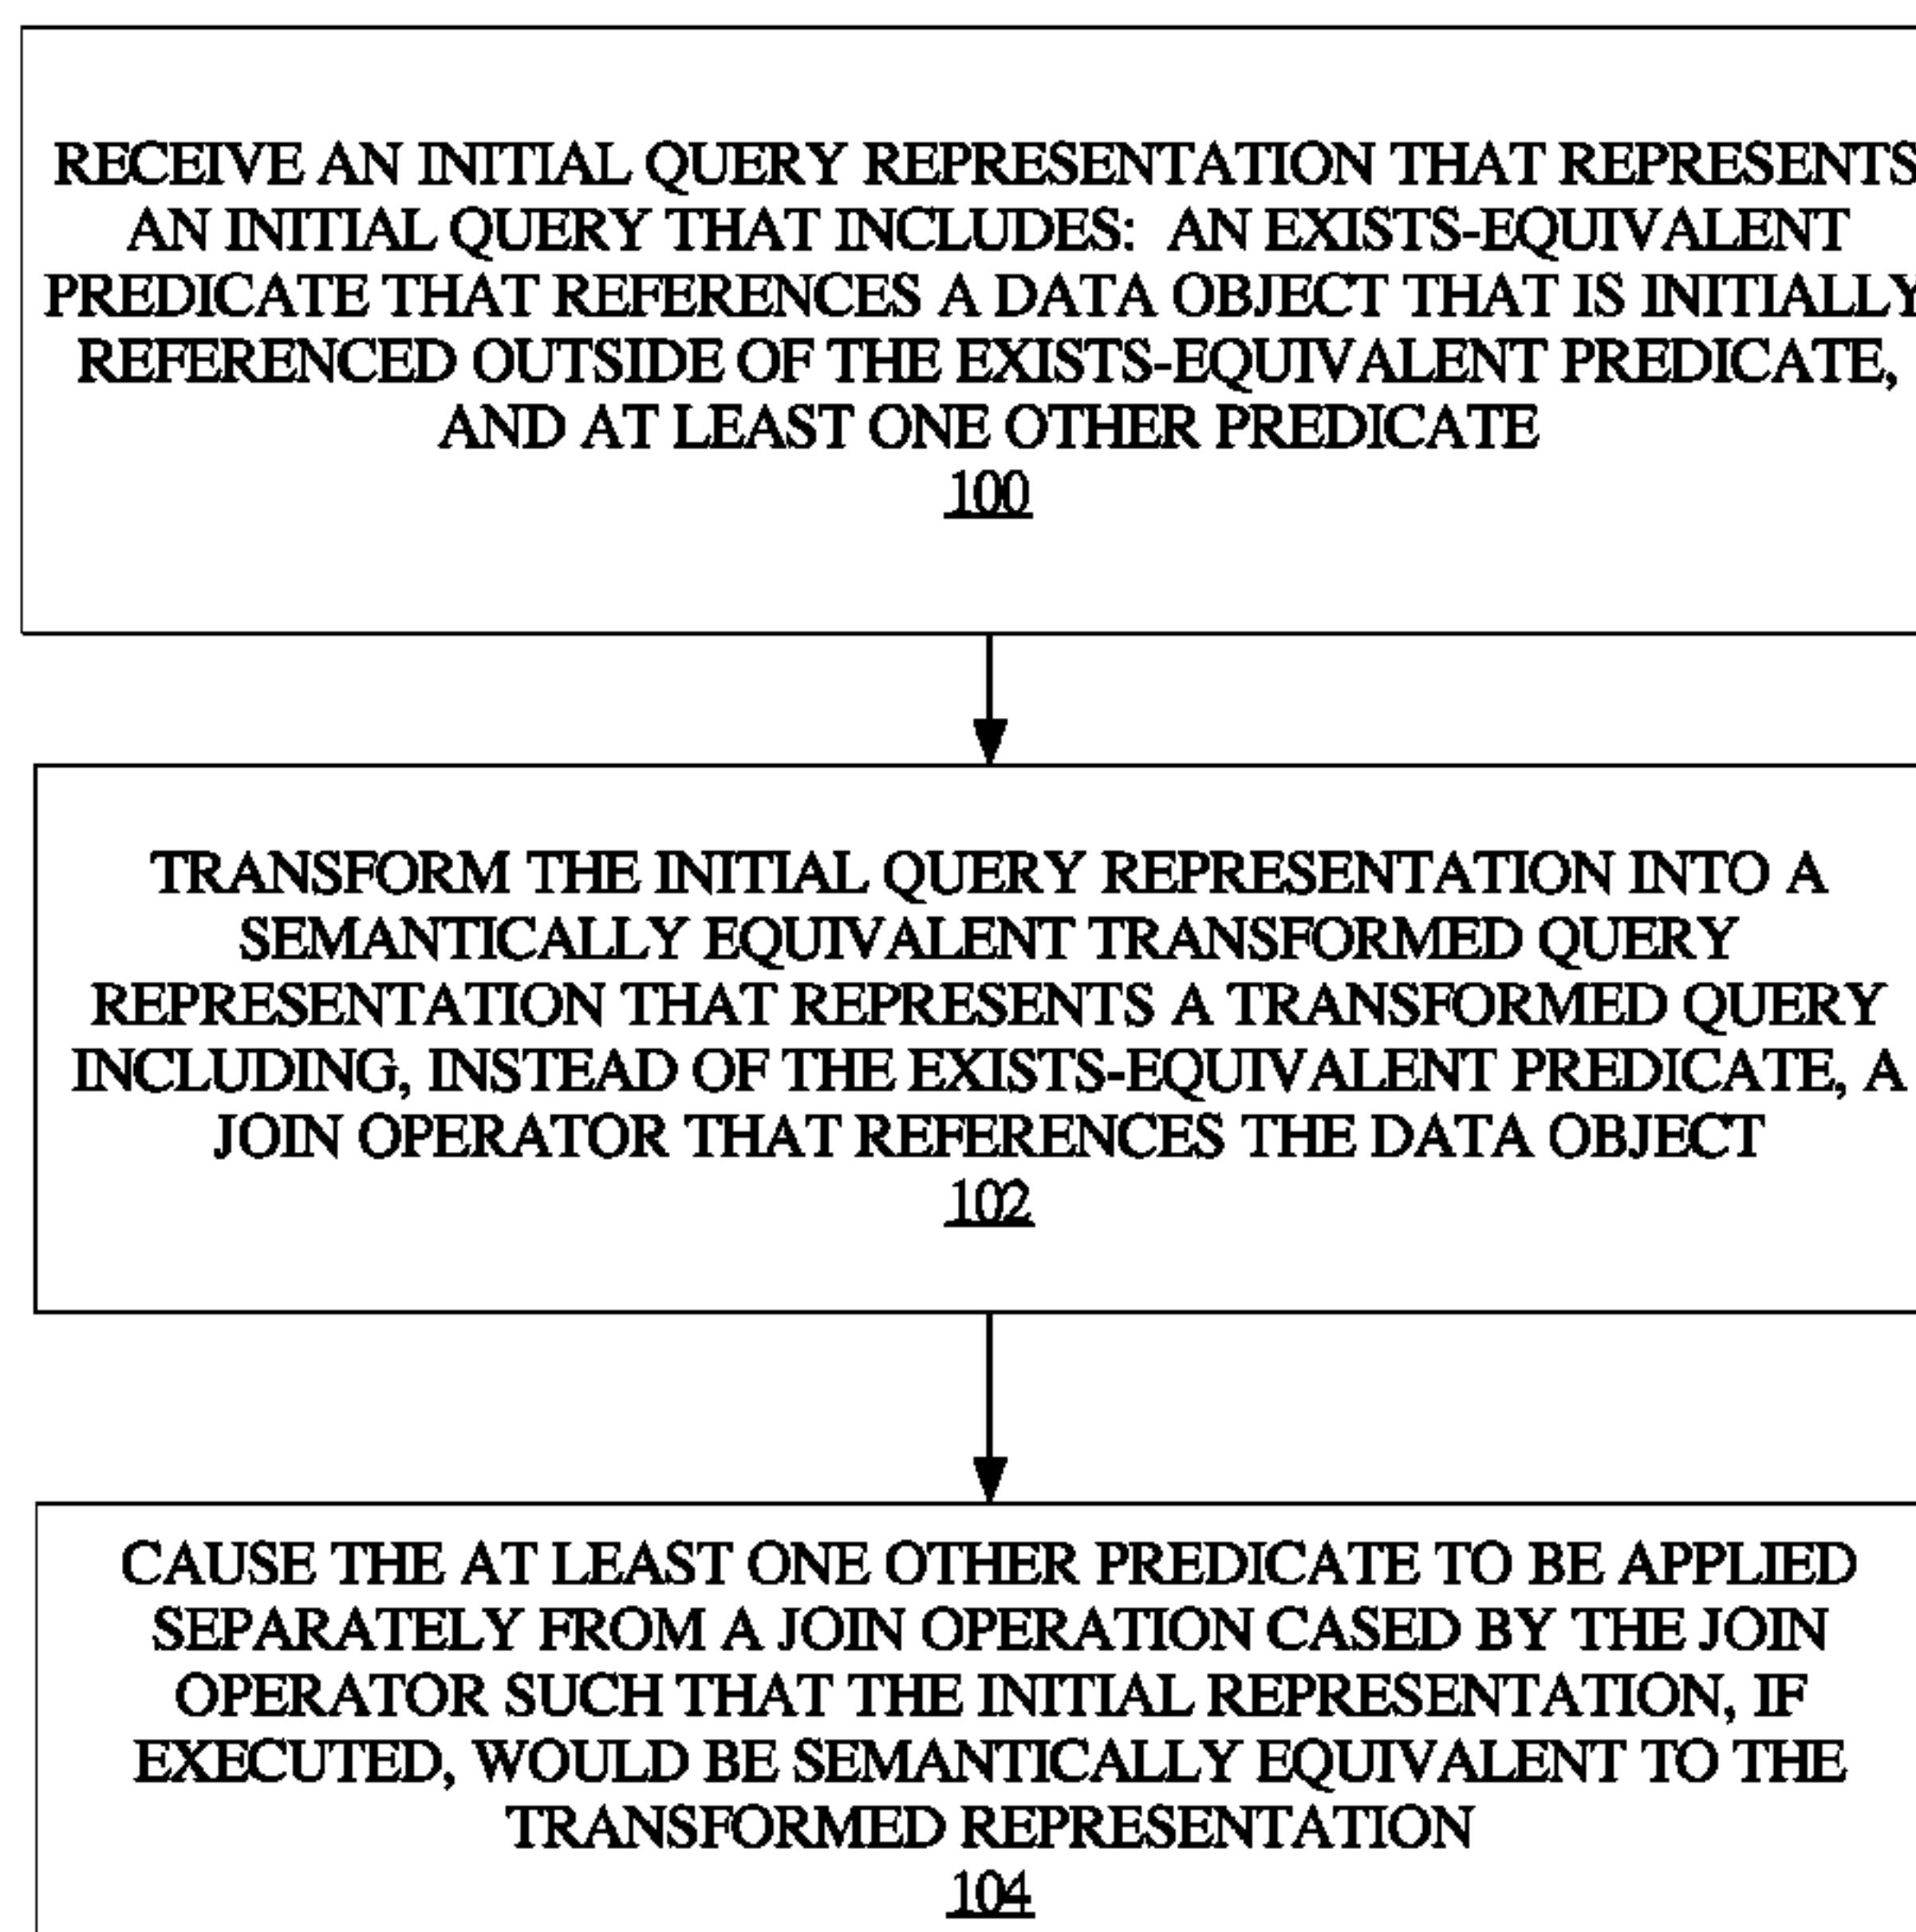 RECEIVE AN INITIAL QUERY REPRESENTATION THAT REPRESENTS
AN INITIAL QUERY THAT INCLUDES: AN EXISTS-EQUIVALENT
PREDICATE THAT REFERENCES A DATA OBJECT THAT IS INITIALLY
REFERENCED OUTSIDE OF THE EXISTS-EQUIVALENT PREDICATE,
AND AT LEAST ONE OTHER PREDICATE
100
TRANSFORM THE INITIAL QUERY REPRESENTATION INTO A
SEMANTICALLY EQUIVALENT TRANSFORMED QUERY
REPRESENTATION THAT REPRESENTS A TRANSFORMED QUERY
INCLUDING, INSTEAD OF THE EXISTS-EQUIVALENT PREDICATE, A
JOIN OPERATOR THAT REFERENCES THE DATA OBJECT
102
CAUSE THE AT LEAST ONE OTHER PREDICATE TO BE APPLIED
SEPARATELY FROM A JOIN OPERATION CASED BY THE JOIN
OPERATOR SUCH THAT THE INITIAL REPRESENTATION, IF
EXECUTED, WOULD BE SEMANTICALLY EQUIVALENT TO THE
TRANSFORMED REPRESENTATION
104